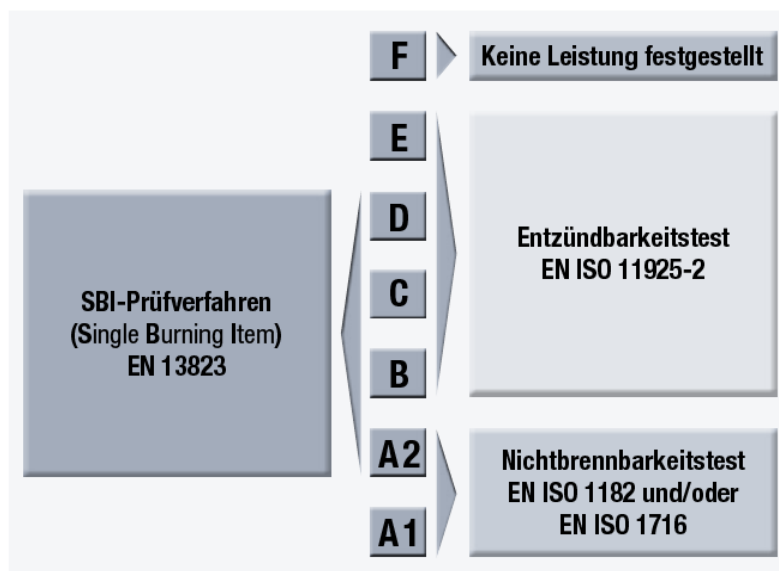 F
Keine Leistung festgestellt
E
D
C
B
A2
A1
SBI-Prüfverfahren
(Single Burning Item)
EN 13823
Entzündbarkeitstest
EN ISO 11925-2
Nichtbrennbarkeitstest
EN ISO 1182 und/oder
EN ISO 1716